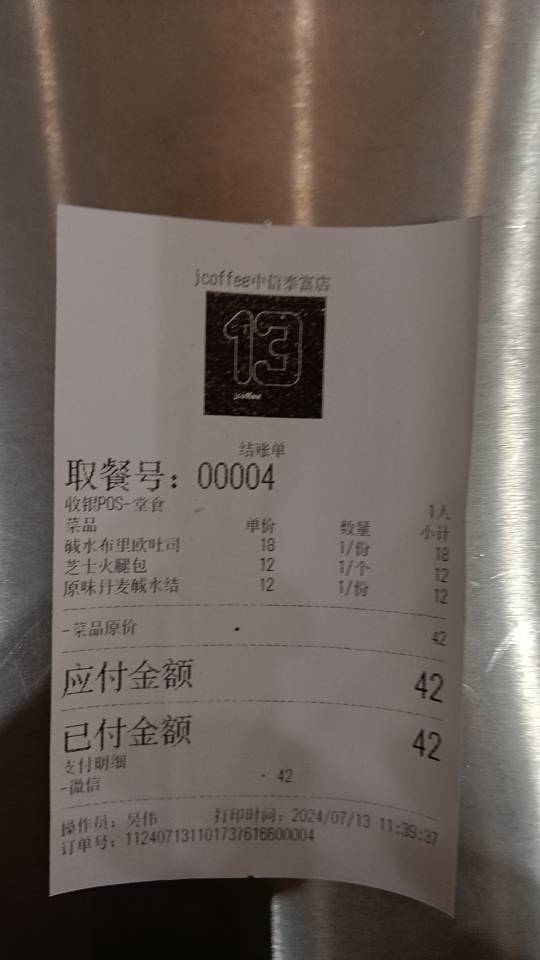 jcoffee中信泰富店
13
jcoffee
结账单
取餐号：00004
收银POS-堂食 1人
菜品 单价 数量 小计
碱水布里欧吐司 18 1/份 18
芝士火腿包 12 1/个 12
原味丹麦碱水结 12 1/份 12
-菜品原价 42
应付金额 42
已付金额 42
支付明细
-微信 42
操作员：吴伟 打印时间：2024/07/13 11:39:37
订单号：112407131101737616600004